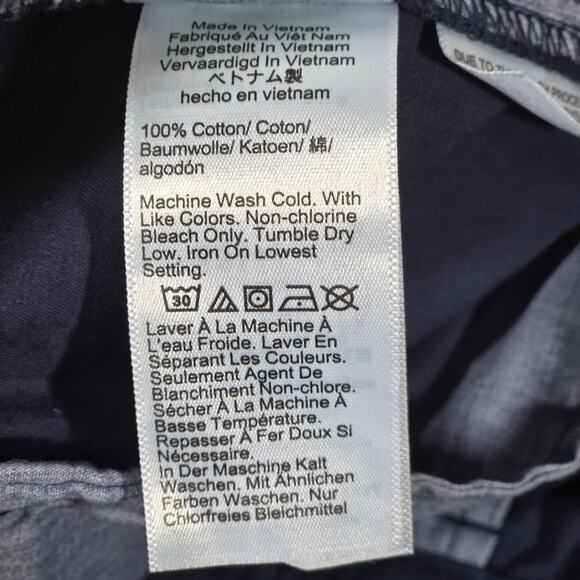 Made In Vietnam
Fabriqué Au Viêt Nam
Hergestellt In Vietnam
Vervaardigd In Vietnam
ベトナム製
hecho en vietnam
100% Cotton/ Coton/
Baumwolle/ Katoen/ 綿/
algodón
Machine Wash Cold. With
Like Colors. Non-chlorine
Bleach Only. Tumble Dry
Low. Iron On Lowest
Setting.
30
Laver À La Machine À
L'eau Froide. Laver En
Séparant Les Couleurs.
Seulement Agent De
Blanchiment Non-chlore.
Sécher À La Machine À
Basse Température.
Repasser À Fer Doux Si
Nécessaire.
In Der Maschine Kalt
Waschen. Mit Ähnlichen
Farben Waschen. Nur
Chlorfreies Bleichmittel
DUE TO